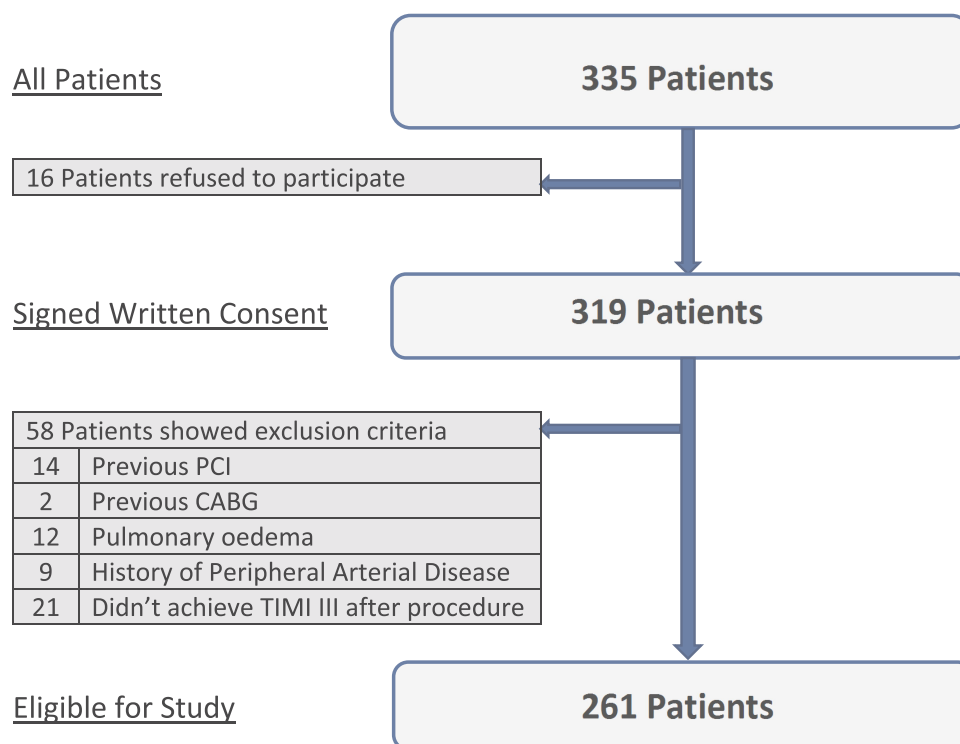 All Patients
335 Patients
16 Patients refused to participate
Signed Written Consent
319 Patients
58 Patients showed exclusion criteria
14 Previous PCI
2 Previous CABG
12 Pulmonary oedema
9 History of Peripheral Arterial Disease
21 Didn’t achieve TIMI III after procedure
Eligible for Study
261 Patients